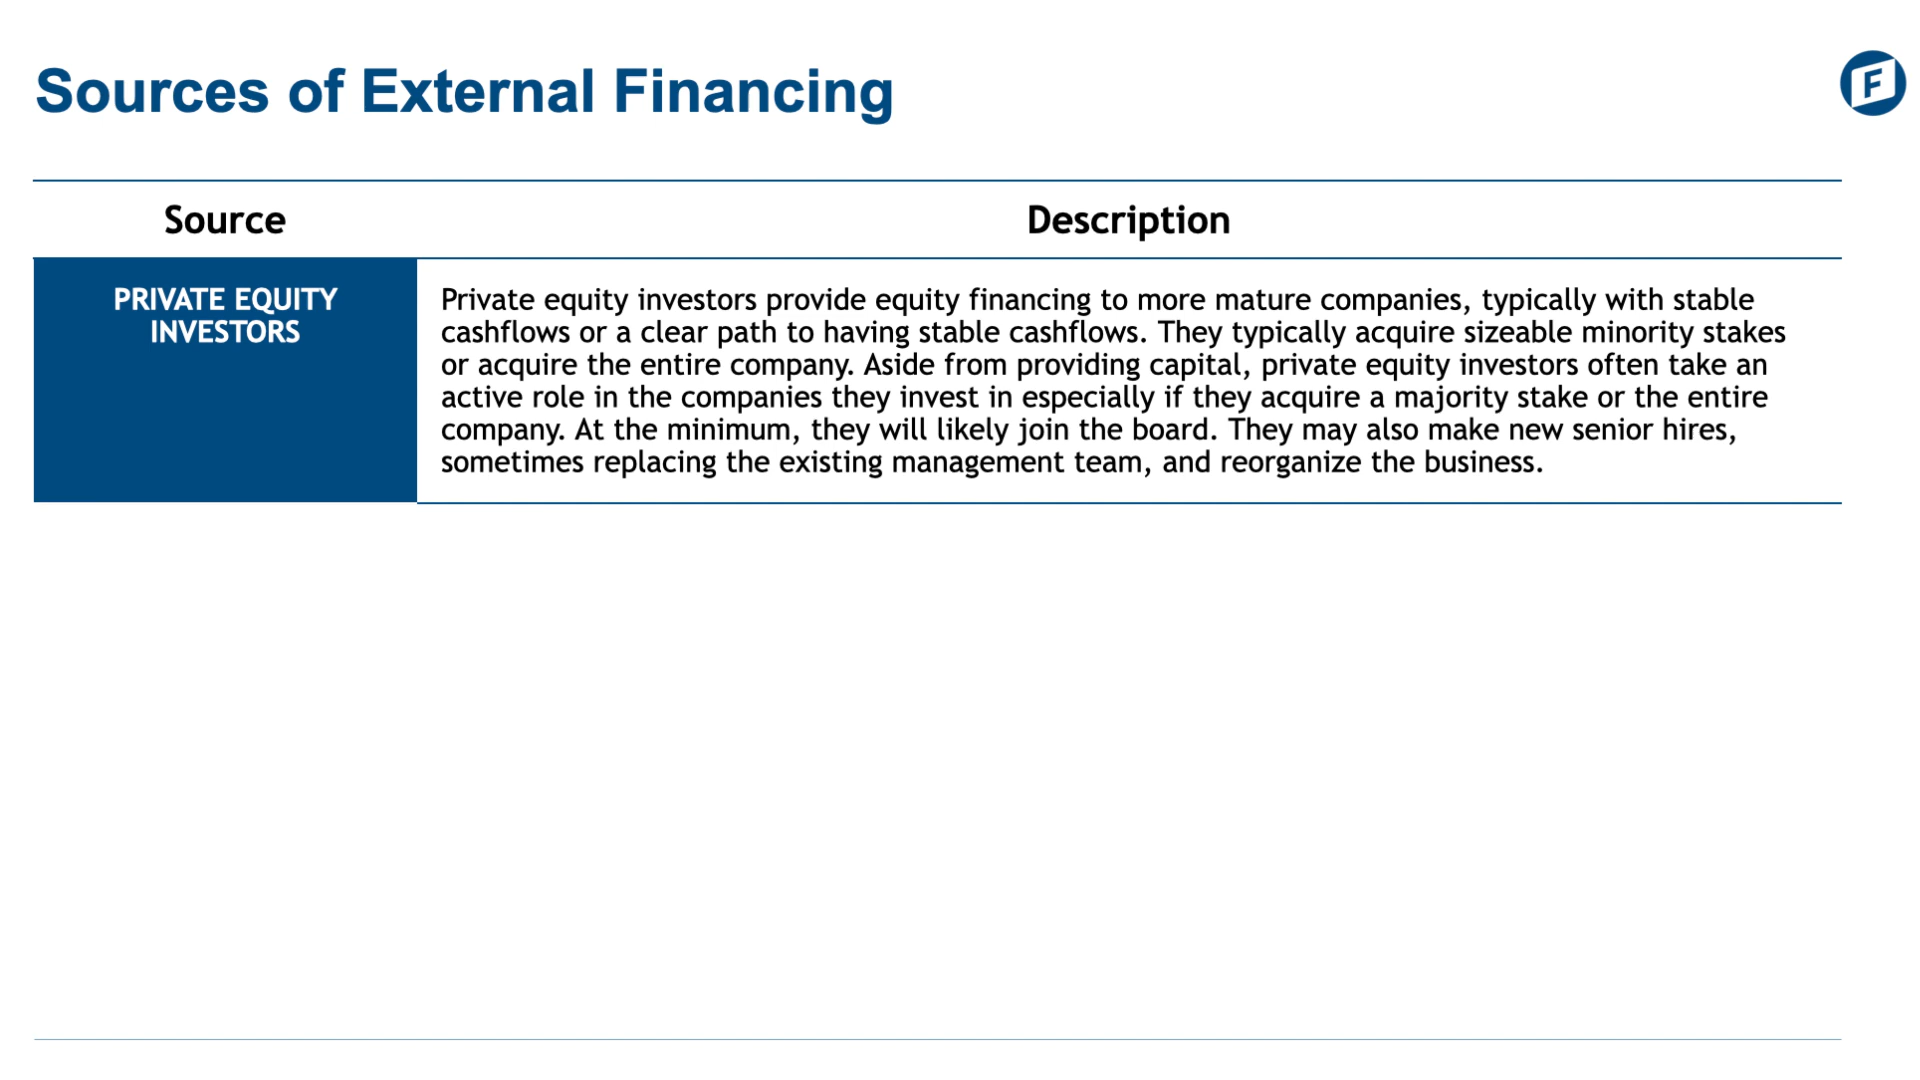 Sources of External Financing
F
Source
Description
PRIVATE EQUITY
INVESTORS
Private equity investors provide equity financing to more mature companies, typically with stable
cashflows or a clear path to having stable cashflows. They typically acquire sizeable minority stakes
or acquire the entire company. Aside from providing capital, private equity investors often take an
active role in the companies they invest in especially if they acquire a majority stake or the entire
company. At the minimum, they will likely join the board. They may also make new senior hires,
sometimes replacing the existing management team, and reorganize the business.